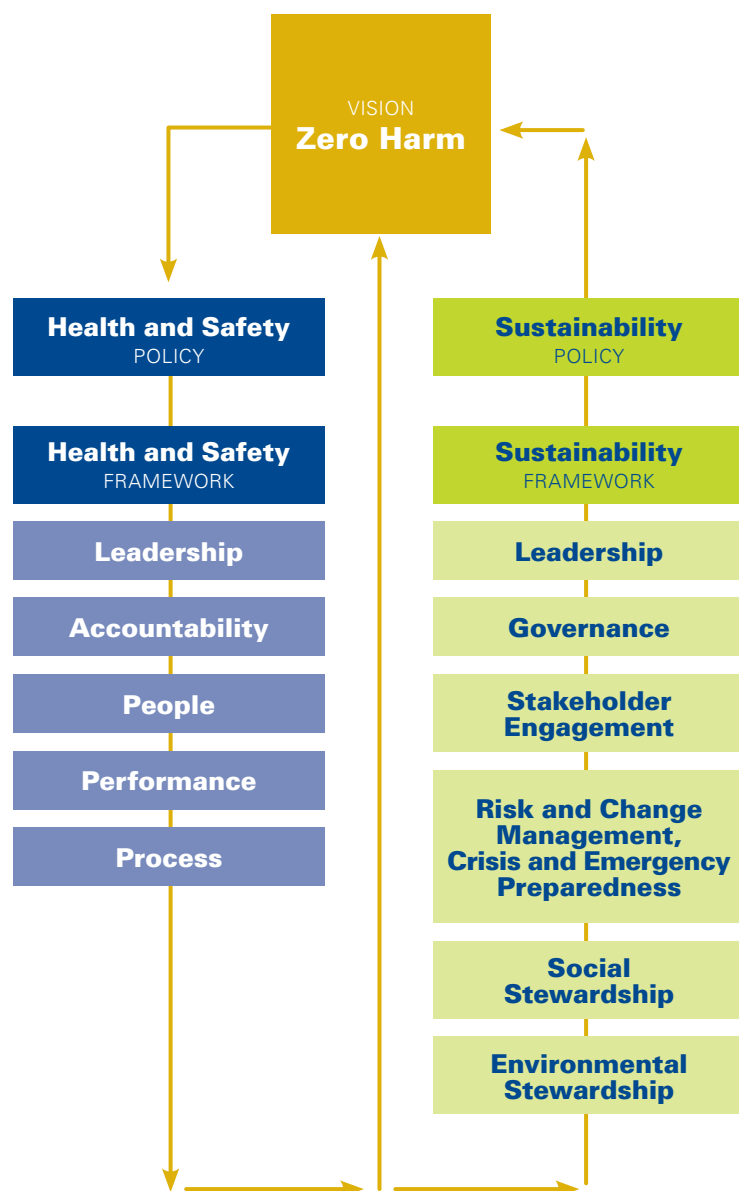 VISION
Zero Harm
Health and Safety
POLICY
Health and Safety
FRAMEWORK
Leadership
Accountability
People
Performance
Process
Sustainability
POLICY
Sustainability
FRAMEWORK
Leadership
Governance
Stakeholder
Engagement
Risk and Change
Management,
Crisis and Emergency
Preparedness
Social
Stewardship
Environmental
Stewardship